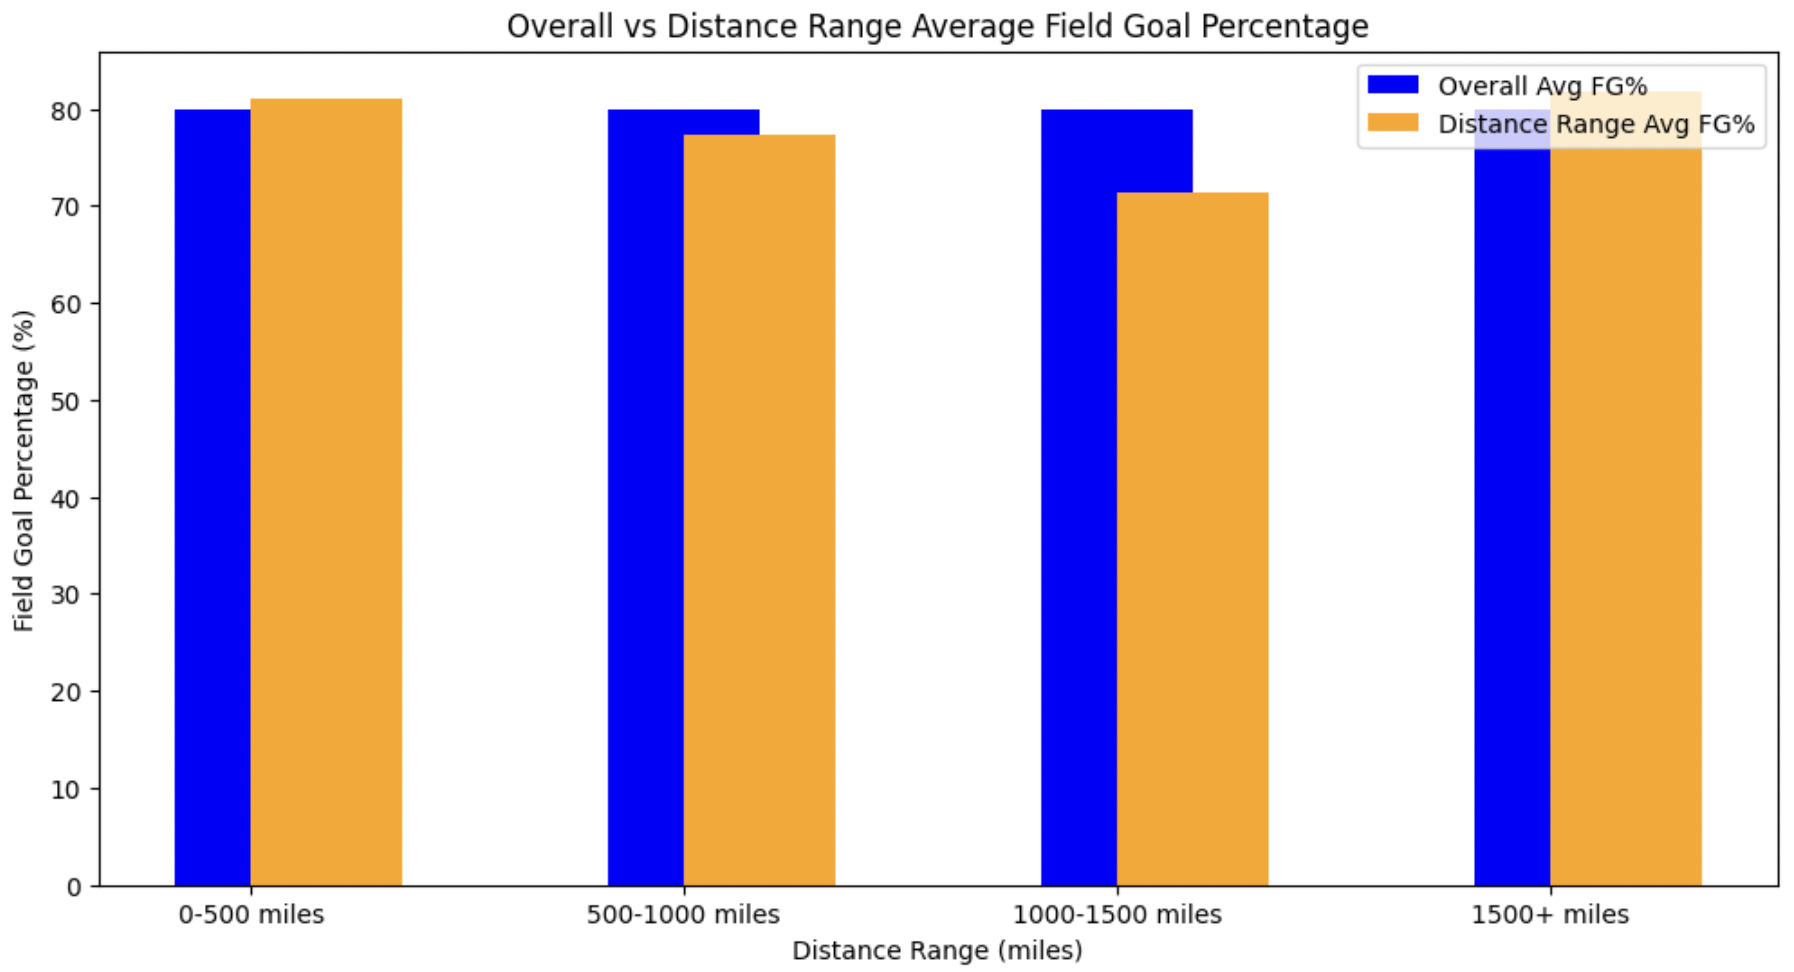 Overall vs Distance Range Average Field Goal Percentage
Overall Avg FG%
Distance Range Avg FG%
Field Goal Percentage (%)
80
70
60
50
40
30
20
10
0
0-500 miles
500-1000 miles
1000-1500 miles
1500+ miles
Distance Range (miles)